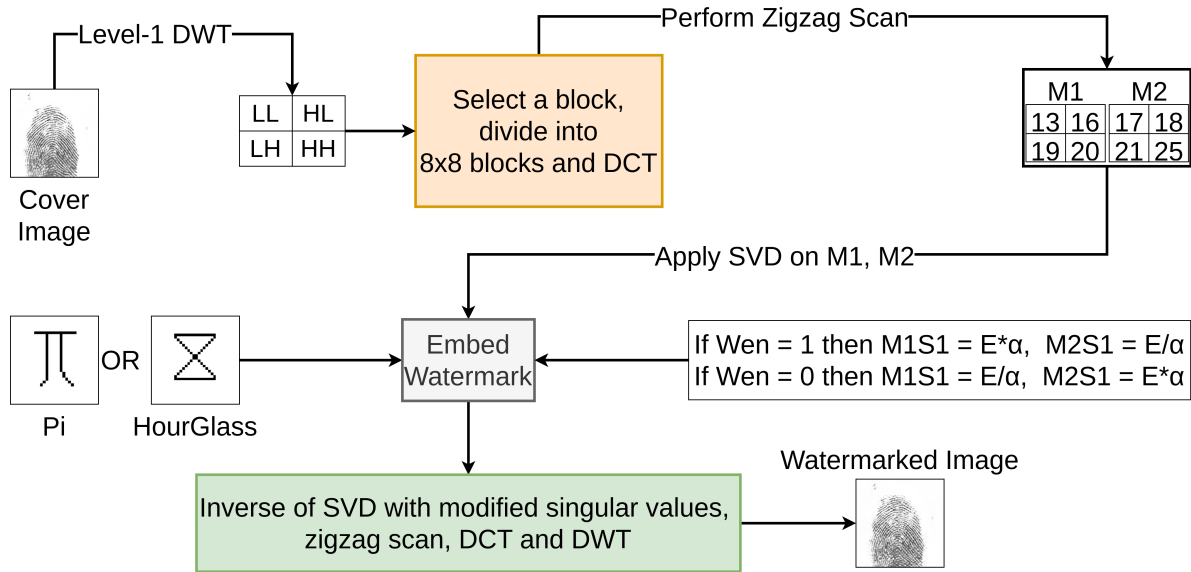 Level-1 DWT
Perform Zigzag Scan
Cover
Image
LL HL
LH HH
Select a block,
divide into
8x8 blocks and DCT
M1 M2
13 16 17 18
19 20 21 25
Apply SVD on M1, M2
OR
Pi
HourGlass
Embed
Watermark
If Wen = 1 then M1S1 = E*α, M2S1 = E/α
If Wen = 0 then M1S1 = E/α, M2S1 = E*α
Inverse of SVD with modified singular values,
zigzag scan, DCT and DWT
Watermarked Image